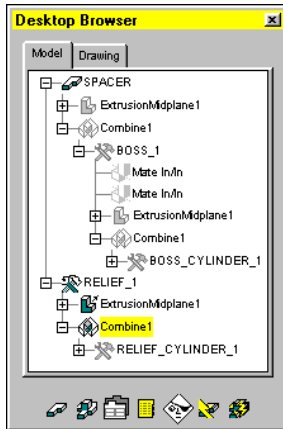 Desktop Browser
Model Drawing
SPACER
ExtrusionMidplane1
Combine1
BOSS_1
Mate In/In
Mate In/In
ExtrusionMidplane1
Combine1
BOSS_CYLINDER_1
RELIEF_1
ExtrusionMidplane1
Combine1
RELIEF_CYLINDER_1